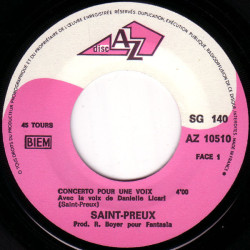 disc AZ
SG 140
45 TOURS
AZ 10510
BIEM
FACE 1
CONCERTO POUR UNE VOIX 4'00
Avec la voix de Danielle Licari
(Saint-Preux)
SAINT-PREUX
Prod. R. Boyer pour Fantasia